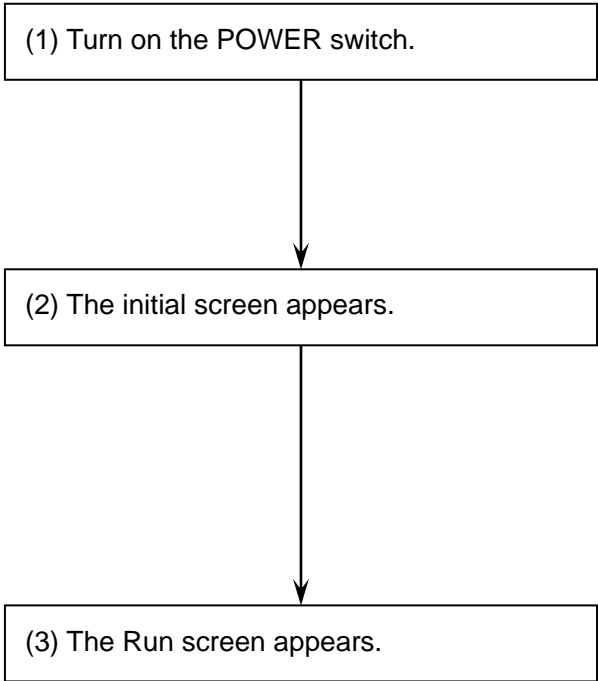 (1) Turn on the POWER switch.
(2) The initial screen appears.
(3) The Run screen appears.